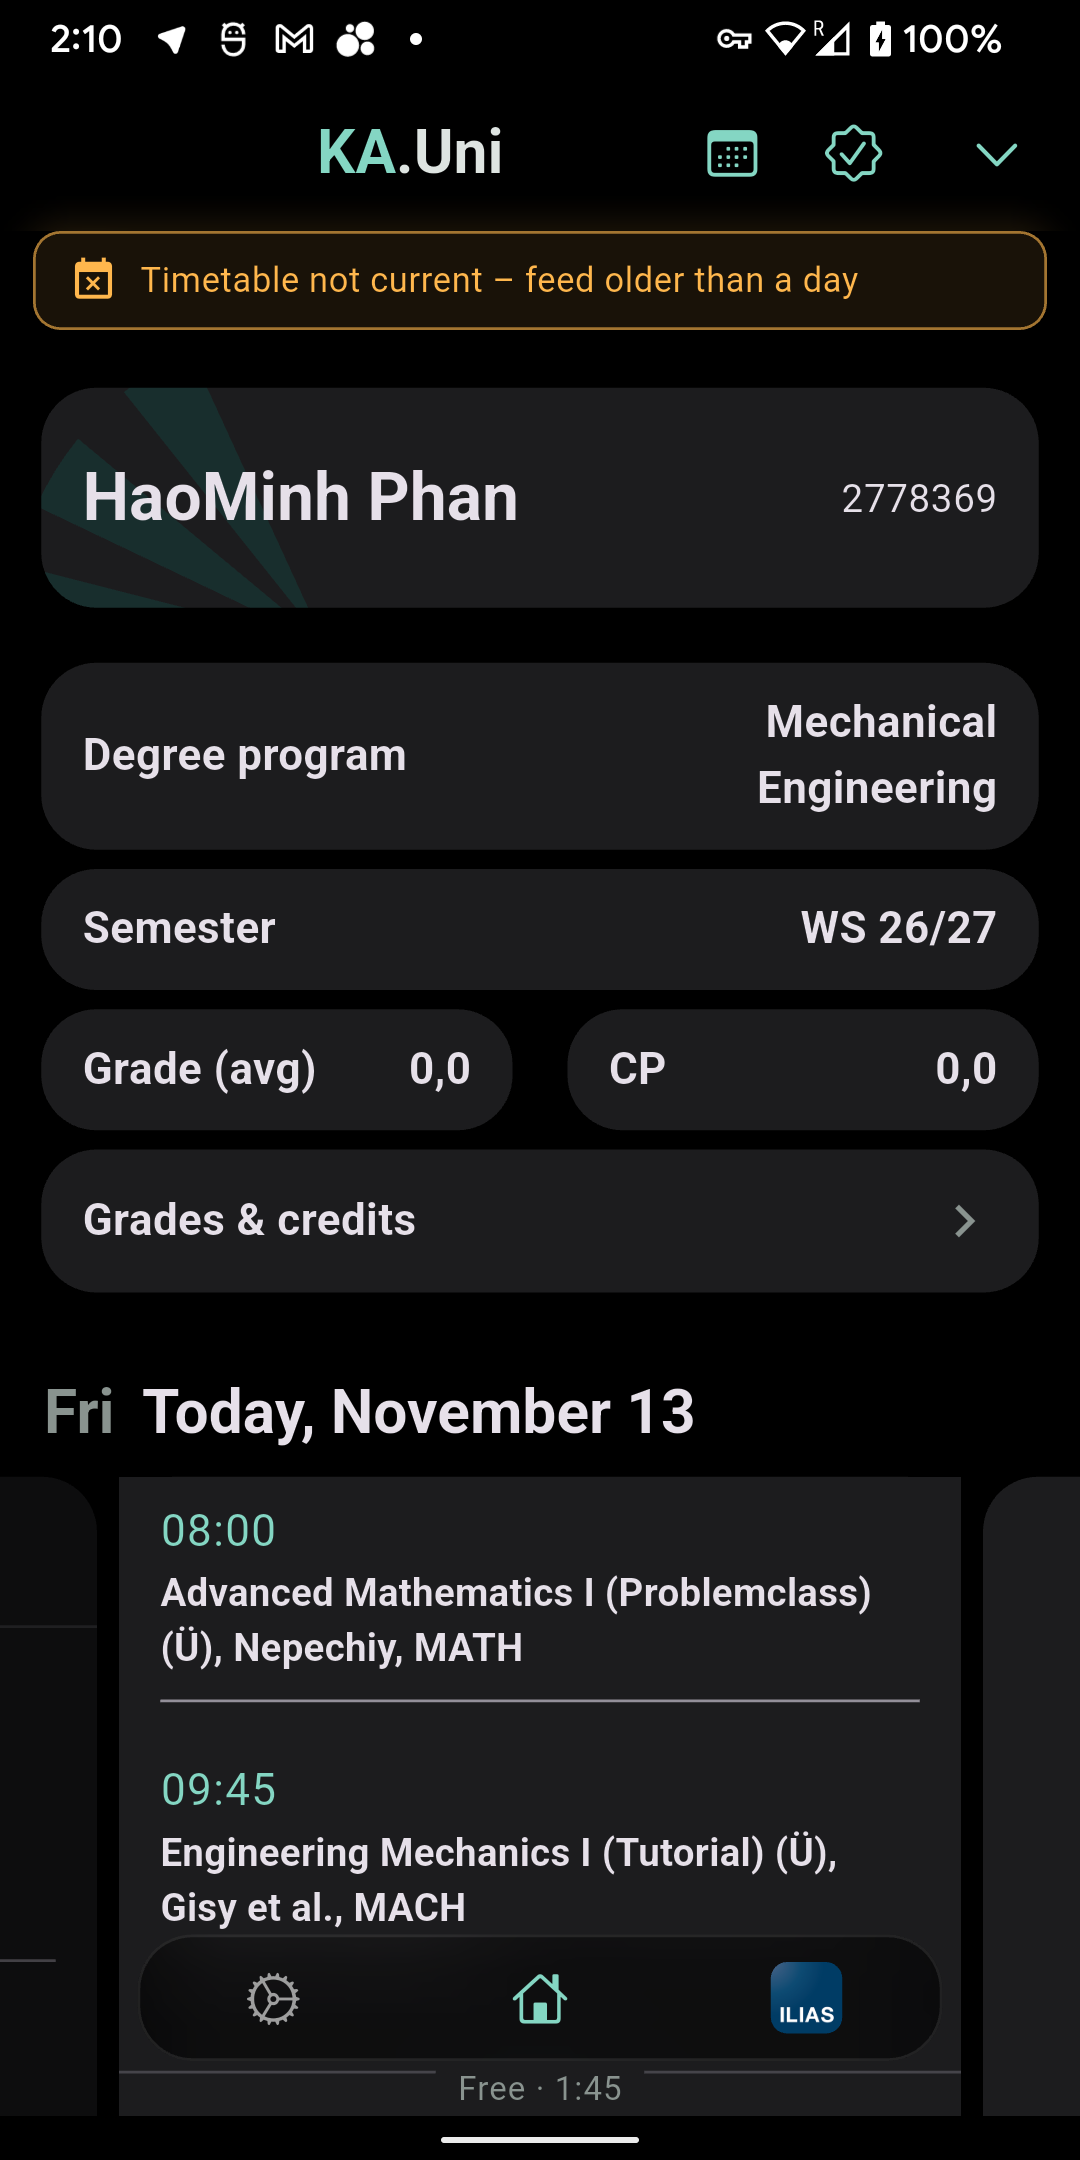 2:10
R
100%
KA.Uni
Timetable not current – feed older than a day
HaoMinh Phan
2778369
Degree program
Mechanical
Engineering
Semester
WS 26/27
Grade (avg)
0,0
CP
0,0
Grades & credits
Fri Today, November 13
08:00
Advanced Mathematics I (Problemclass)
(Ü), Nepechiy, MATH
09:45
Engineering Mechanics I (Tutorial) (Ü),
Gisy et al., MACH
ILIAS
Free · 1:45